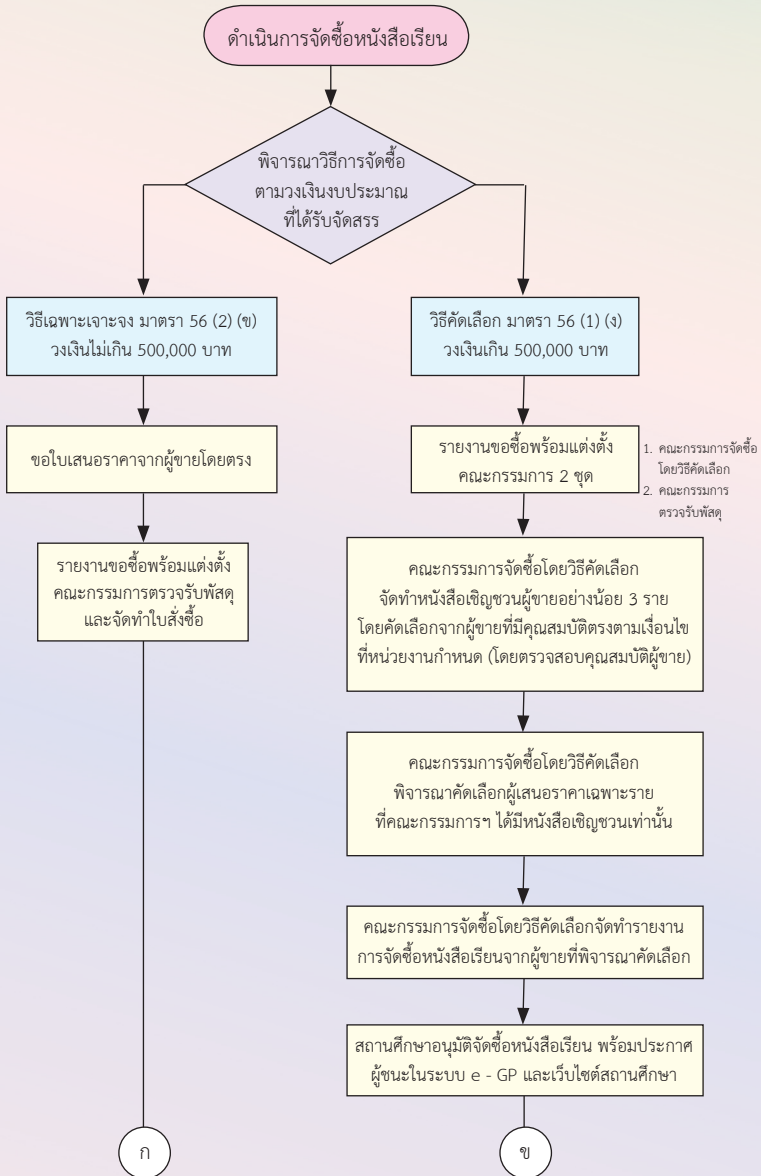 ดำเนินการจัดซื้อหนังสือเรียน
พิจารณาวิธีการจัดซื้อ
ตามวงเงินงบประมาณ
ที่ได้รับจัดสรร
วิธีเฉพาะเจาะจง มาตรา 56 (2) (ข)
วงเงินไม่เกิน 500,000 บาท
ขอใบเสนอราคาจากผู้ขายโดยตรง
รายงานขอซื้อพร้อมแต่งตั้ง
คณะกรรมการตรวจรับพัสดุ
และจัดทำใบสั่งซื้อ
ก
วิธีคัดเลือก มาตรา 56 (1) (ง)
วงเงินเกิน 500,000 บาท
รายงานขอซื้อพร้อมแต่งตั้ง
คณะกรรมการ 2 ชุด
1. คณะกรรมการจัดซื้อ
โดยวิธีคัดเลือก
2. คณะกรรมการ
ตรวจรับพัสดุ
คณะกรรมการจัดซื้อโดยวิธีคัดเลือก
จัดทำหนังสือเชิญชวนผู้ขายอย่างน้อย 3 ราย
โดยคัดเลือกจากผู้ขายที่มีคุณสมบัติตรงตามเงื่อนไข
ที่หน่วยงานกำหนด (โดยตรวจสอบคุณสมบัติผู้ขาย)
คณะกรรมการจัดซื้อโดยวิธีคัดเลือก
พิจารณาคัดเลือกผู้เสนอราคาเฉพาะราย
ที่คณะกรรมการฯ ได้มีหนังสือเชิญชวนเท่านั้น
คณะกรรมการจัดซื้อโดยวิธีคัดเลือกจัดทำรายงาน
การจัดซื้อหนังสือเรียนจากผู้ขายที่พิจารณาคัดเลือก
สถานศึกษาอนุมัติจัดซื้อหนังสือเรียน พร้อมประกาศ
ผู้ชนะในระบบ e - GP และเว็บไซต์สถานศึกษา
ข